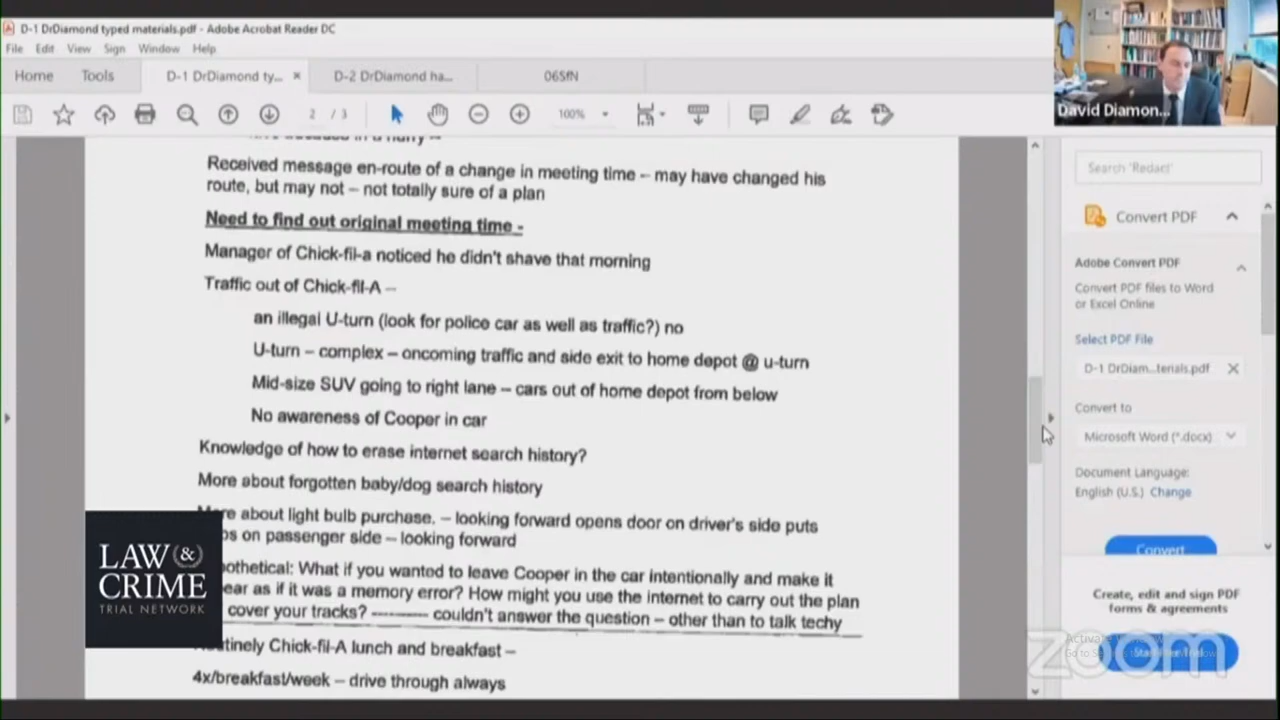 D-1 DrDiamond typed materials.pdf - Adobe Acrobat Reader DC
File Edit View Sign Window Help
Home Tools D-1 DrDiamond ty... × D-2 DrDiamond ha... 06SfN
2 / 3 100%
David Diamon...
Received message en-route of a change in meeting time – may have changed his
route, but may not – not totally sure of a plan
Need to find out original meeting time -
Manager of Chick-fil-a noticed he didn't shave that morning
Traffic out of Chick-fil-A –
an illegal U-turn (look for police car as well as traffic?) no
U-turn – complex – oncoming traffic and side exit to home depot @ u-turn
Mid-size SUV going to right lane – cars out of home depot from below
No awareness of Cooper in car
Knowledge of how to erase internet search history?
More about forgotten baby/dog search history
More about light bulb purchase. – looking forward opens door on driver's side puts
on passenger side – looking forward
othetical: What if you wanted to leave Cooper in the car intentionally and make it
ear as if it was a memory error? How might you use the internet to carry out the plan
cover your tracks? --------- couldn't answer the question – other than to talk techy
tinely Chick-fil-A lunch and breakfast –
4x/breakfast/week – drive through always
LAW &
CRIME
TRIAL NETWORK
Search 'Redact'
Convert PDF
Adobe Convert PDF
Convert PDF files to Word
or Excel Online
Select PDF File
D-1 DrDiam...terials.pdf ×
Convert to
Microsoft Word (*.docx)
Document Language:
English (U.S.) Change
Convert
Create, edit and sign PDF
forms & agreements
zoom